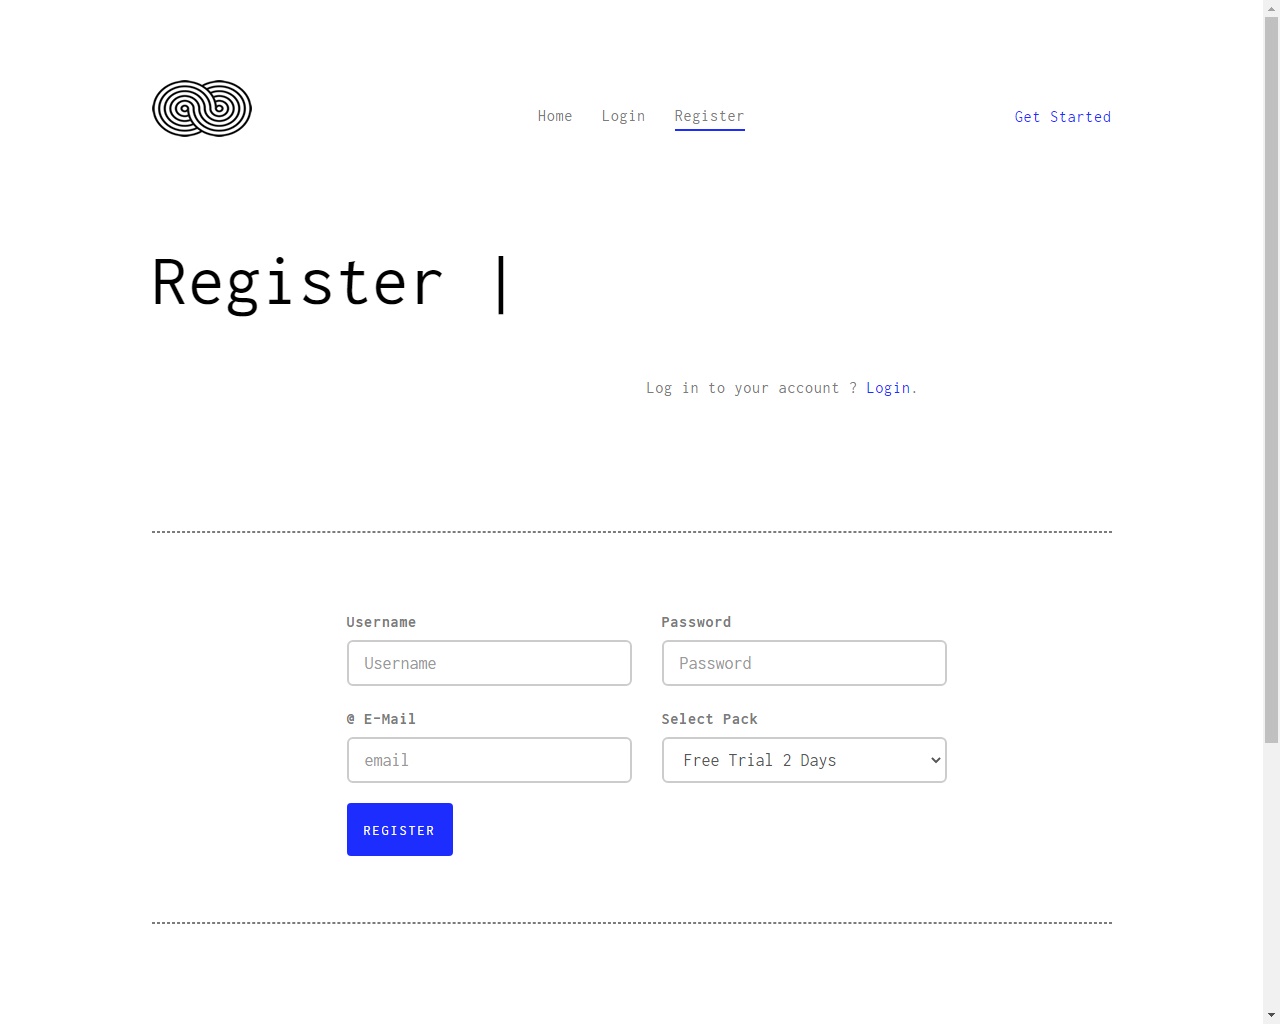 Home Login Register Get Started
Register |
Log in to your account ? Login.
Username Password
Username Password
@ E-Mail Select Pack
email Free Trial 2 Days
REGISTER